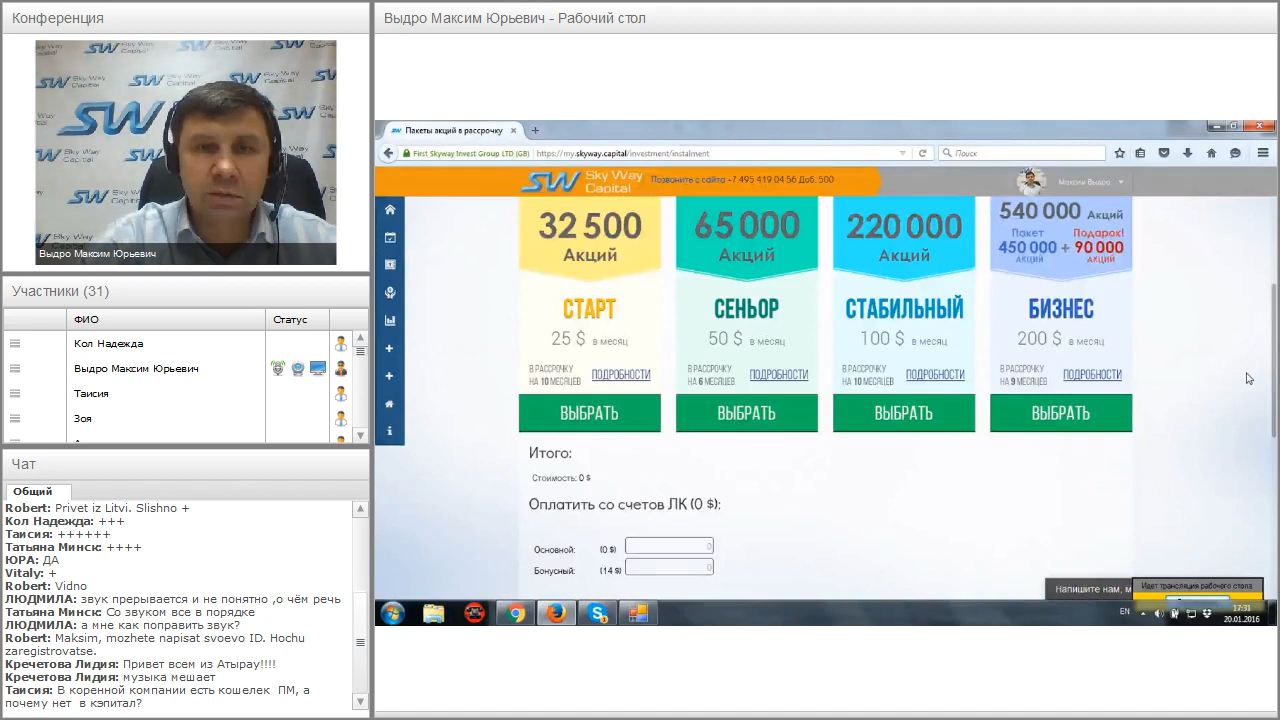 Конференция
Sky Way
Capital
SW
Выдро Максим Юрьевич
Участники (31)
ФИО
Статус
Кол Надежда
Выдро Максим Юрьевич
Таисия
Зоя
Чат
Общий
Robert: Privet iz Litvi. Slishno +
Кол Надежда: +++
Таисия: ++++++
Татьяна Минск: ++++
ЮРА: ДА
Vitaly: +
Robert: Vidno
ЛЮДМИЛА: звук прерывается и не понятно ,о чём речь
Татьяна Минск: Со звуком все в порядке
ЛЮДМИЛА: а мне как поправить звук?
Robert: Maksim, mozhete napisat svoevo ID. Hochu
zaregistrovatse.
Кречетова Лидия: Привет всем из Атырау!!!!
Кречетова Лидия: музыка мешает
Таисия: В коренной компании есть кошелек ПМ, а
почему нет в кэпитал?
Выдро Максим Юрьевич - Рабочий стол
Пакеты акций в рассрочку
First Skyway Invest Group LTD (GB)
https://my.skyway.capital/investment/instalment
Поиск
SW Sky Way
Capital
Позвоните с сайта +7 495 419 04 56 Доб. 500
Максим Выдро
32 500
Акций
СТАРТ
25 $ в месяц
В РАССРОЧКУ
НА 10 МЕСЯЦЕВ
ПОДРОБНОСТИ
ВЫБРАТЬ
65 000
Акций
СЕНЬОР
50 $ в месяц
В РАССРОЧКУ
НА 6 МЕСЯЦЕВ
ПОДРОБНОСТИ
ВЫБРАТЬ
220 000
Акций
СТАБИЛЬНЫЙ
100 $ в месяц
В РАССРОЧКУ
НА 10 МЕСЯЦЕВ
ПОДРОБНОСТИ
ВЫБРАТЬ
540 000 Акций
Пакет Подарок!
450 000 + 90 000
АКЦИЙ АКЦИЙ
БИЗНЕС
200 $ в месяц
В РАССРОЧКУ
НА 9 МЕСЯЦЕВ
ПОДРОБНОСТИ
ВЫБРАТЬ
Итого:
Стоимость: 0 $
Оплатить со счетов ЛК (0 $):
Основной: (0 $) 0
Бонусный: (14 $) 0
Напишите нам, м
Идет трансляция рабочего стола
EN
17:31
20.01.2016